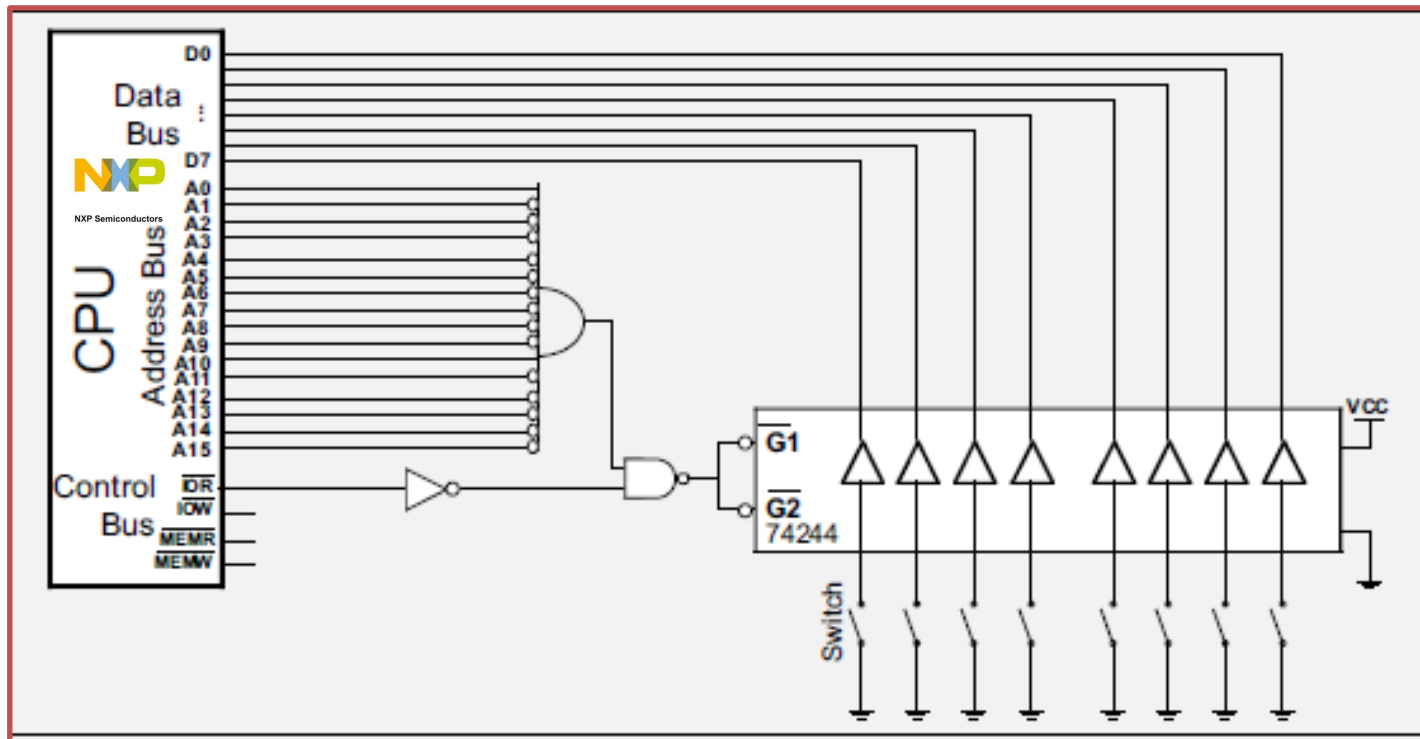 D0
Data
⋮
Bus
D7
NXP
NXP Semiconductors
CPU
Address Bus
A0
A1
A2
A3
A4
A5
A6
A7
A8
A9
A10
A11
A12
A13
A14
A15
Control
Bus
IOR
IOW
MEMR
MEMW
G1
G2
74244
VCC
Switch